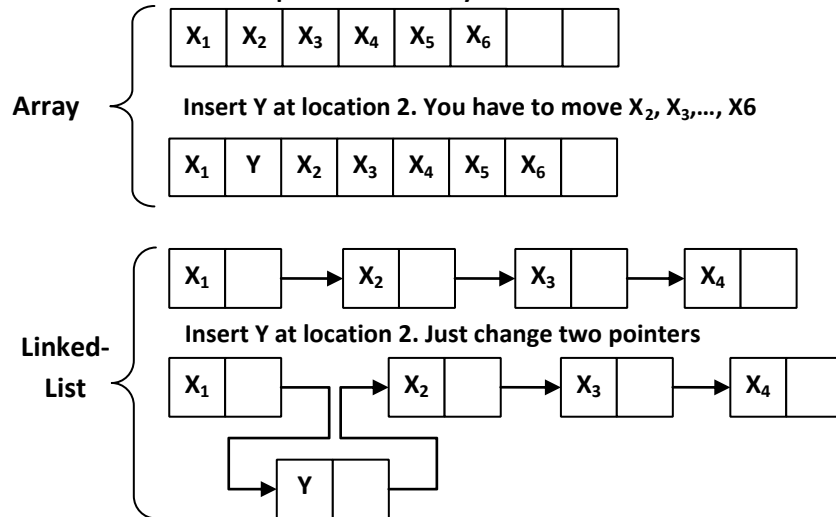 X₁ X₂ X₃ X₄ X₅ X₆
Array
Insert Y at location 2. You have to move X₂, X₃,…, X6
X₁ Y X₂ X₃ X₄ X₅ X₆
X₁ X₂ X₃ X₄
Insert Y at location 2. Just change two pointers
Linked-
List
X₁ X₂ X₃ X₄
Y